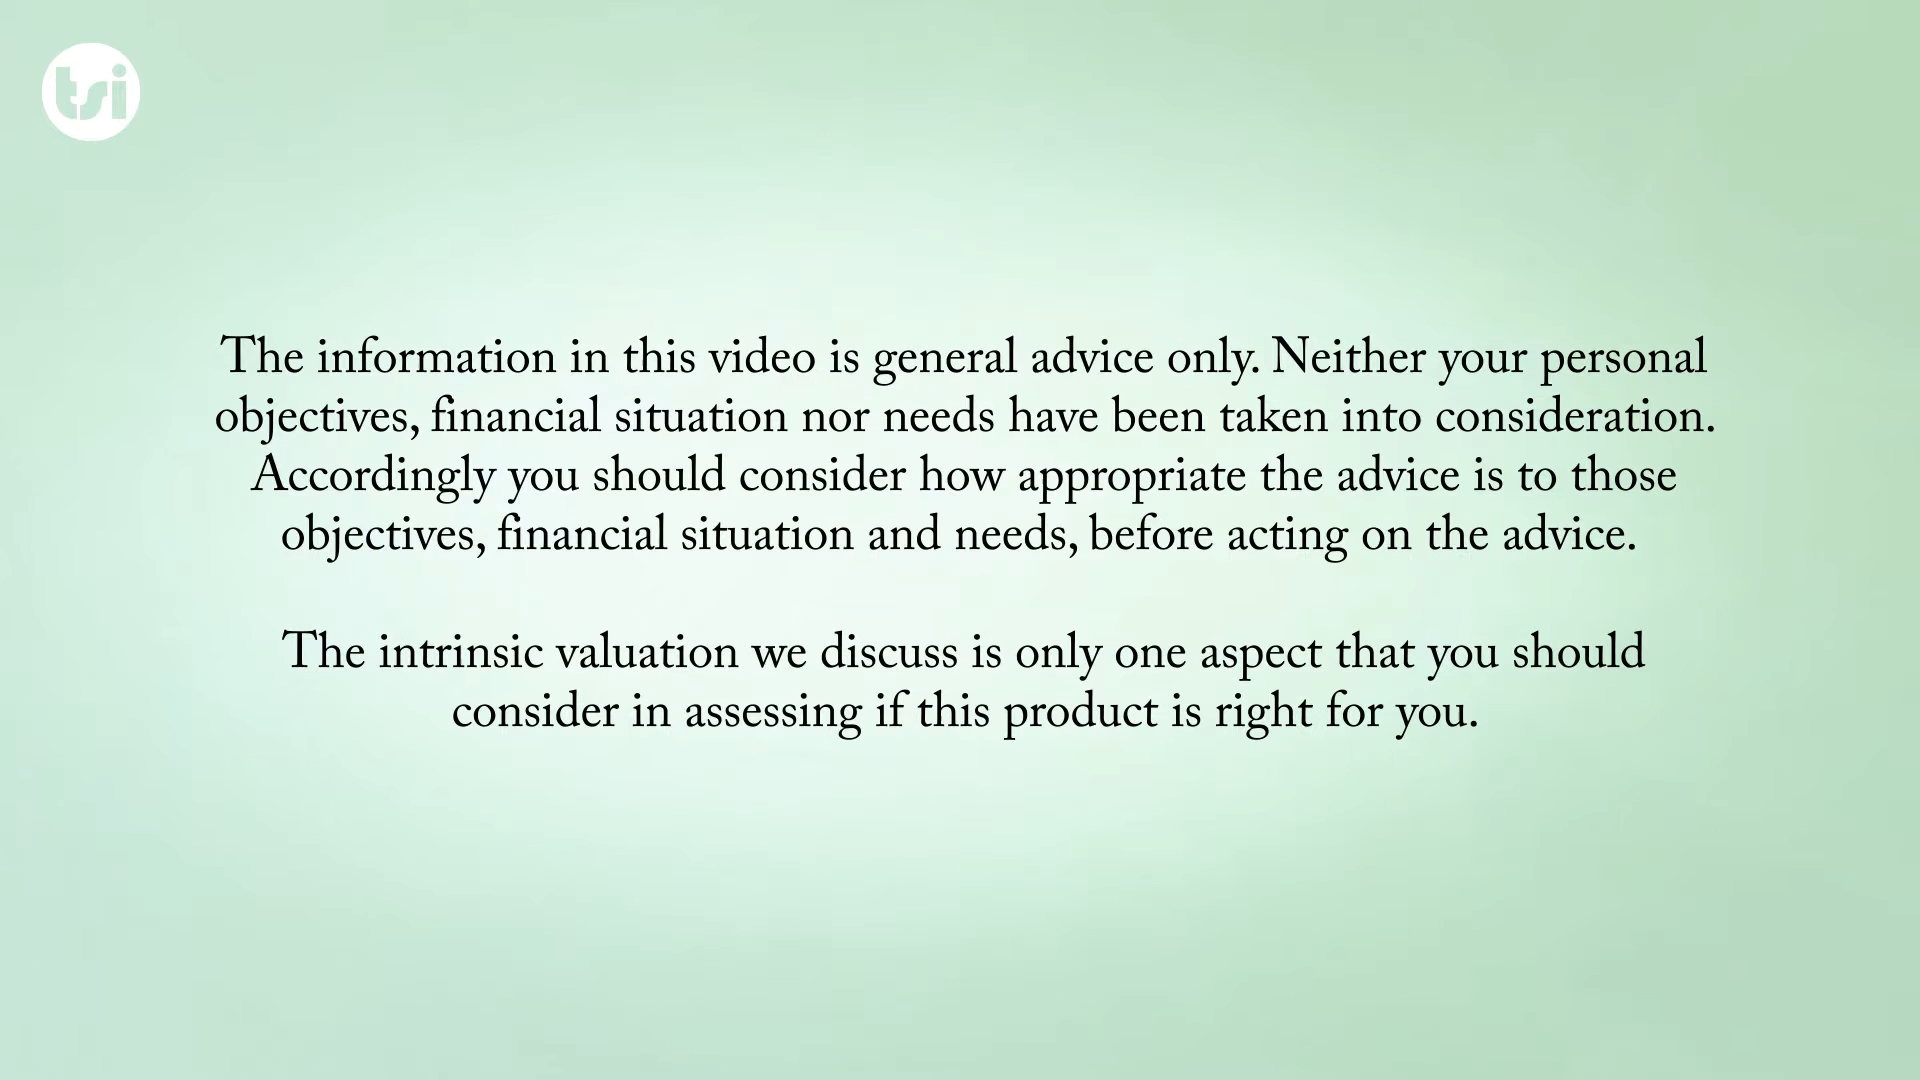 tsi
The information in this video is general advice only. Neither your personal
objectives, financial situation nor needs have been taken into consideration.
Accordingly you should consider how appropriate the advice is to those
objectives, financial situation and needs, before acting on the advice.
The intrinsic valuation we discuss is only one aspect that you should
consider in assessing if this product is right for you.